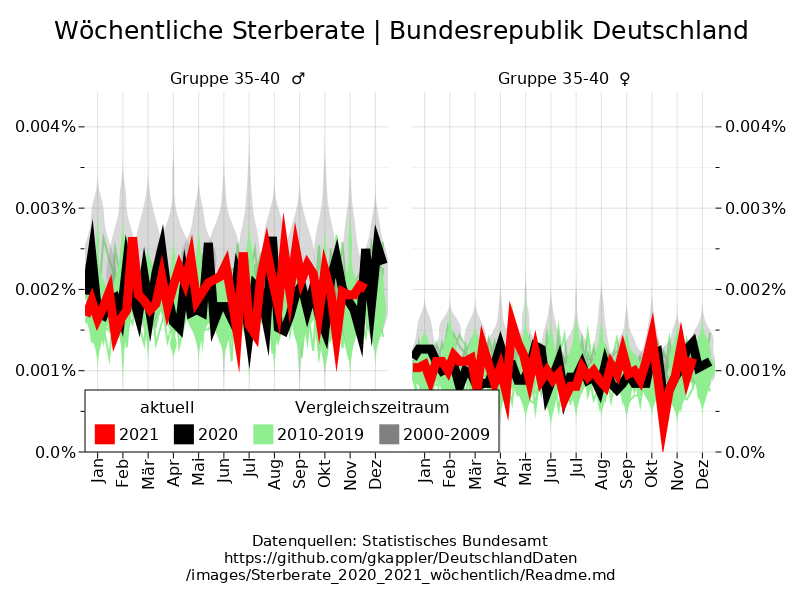 Wöchentliche Sterberate | Bundesrepublik Deutschland
Gruppe 35-40 ♂
Gruppe 35-40 ♀
0.004%
0.003%
0.002%
0.001%
0.0%
0.004%
0.003%
0.002%
0.001%
0.0%
aktuell
Vergleichszeitraum
2021
2020
2010-2019
2000-2009
Jan
Feb
Mär
Apr
Mai
Jun
Jul
Aug
Sep
Okt
Nov
Dez
Jan
Feb
Mär
Apr
Mai
Jun
Jul
Aug
Sep
Okt
Nov
Dez
Datenquellen: Statistisches Bundesamt
https://github.com/gkappler/DeutschlandDaten
/images/Sterberate_2020_2021_wöchentlich/Readme.md